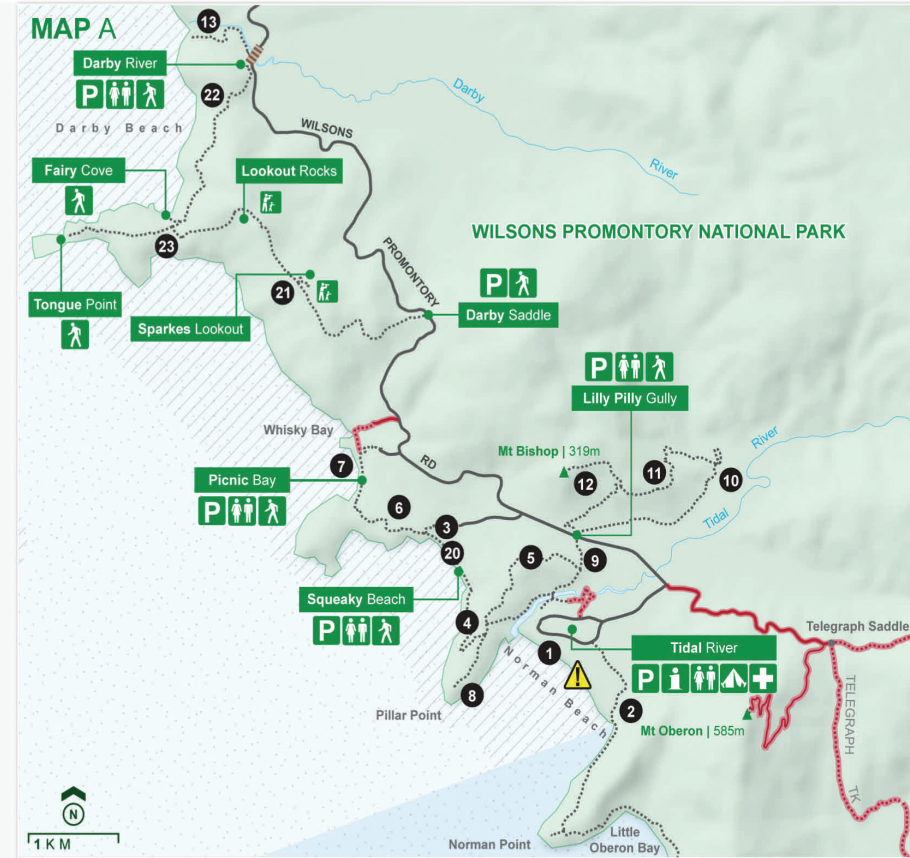 MAP A
13
Darby River
P
22
Darby Beach
Darby
River
WILSONS
PROMONTORY
RD
Fairy Cove
Lookout Rocks
23
WILSONS PROMONTORY NATIONAL PARK
Tongue Point
21
Sparkes Lookout
P
Darby Saddle
P
Lilly Pilly Gully
Whisky Bay
Mt Bishop | 319m
River
Tidal
7
12
11
10
Picnic Bay
P
6
3
20
5
9
Squeaky Beach
P
4
Telegraph Saddle
Tidal River
P i
1
Norman Beach
8
2
Pillar Point
Mt Oberon | 585m
TELEGRAPH
TK
N
1 KM
Norman Point
Little
Oberon Bay